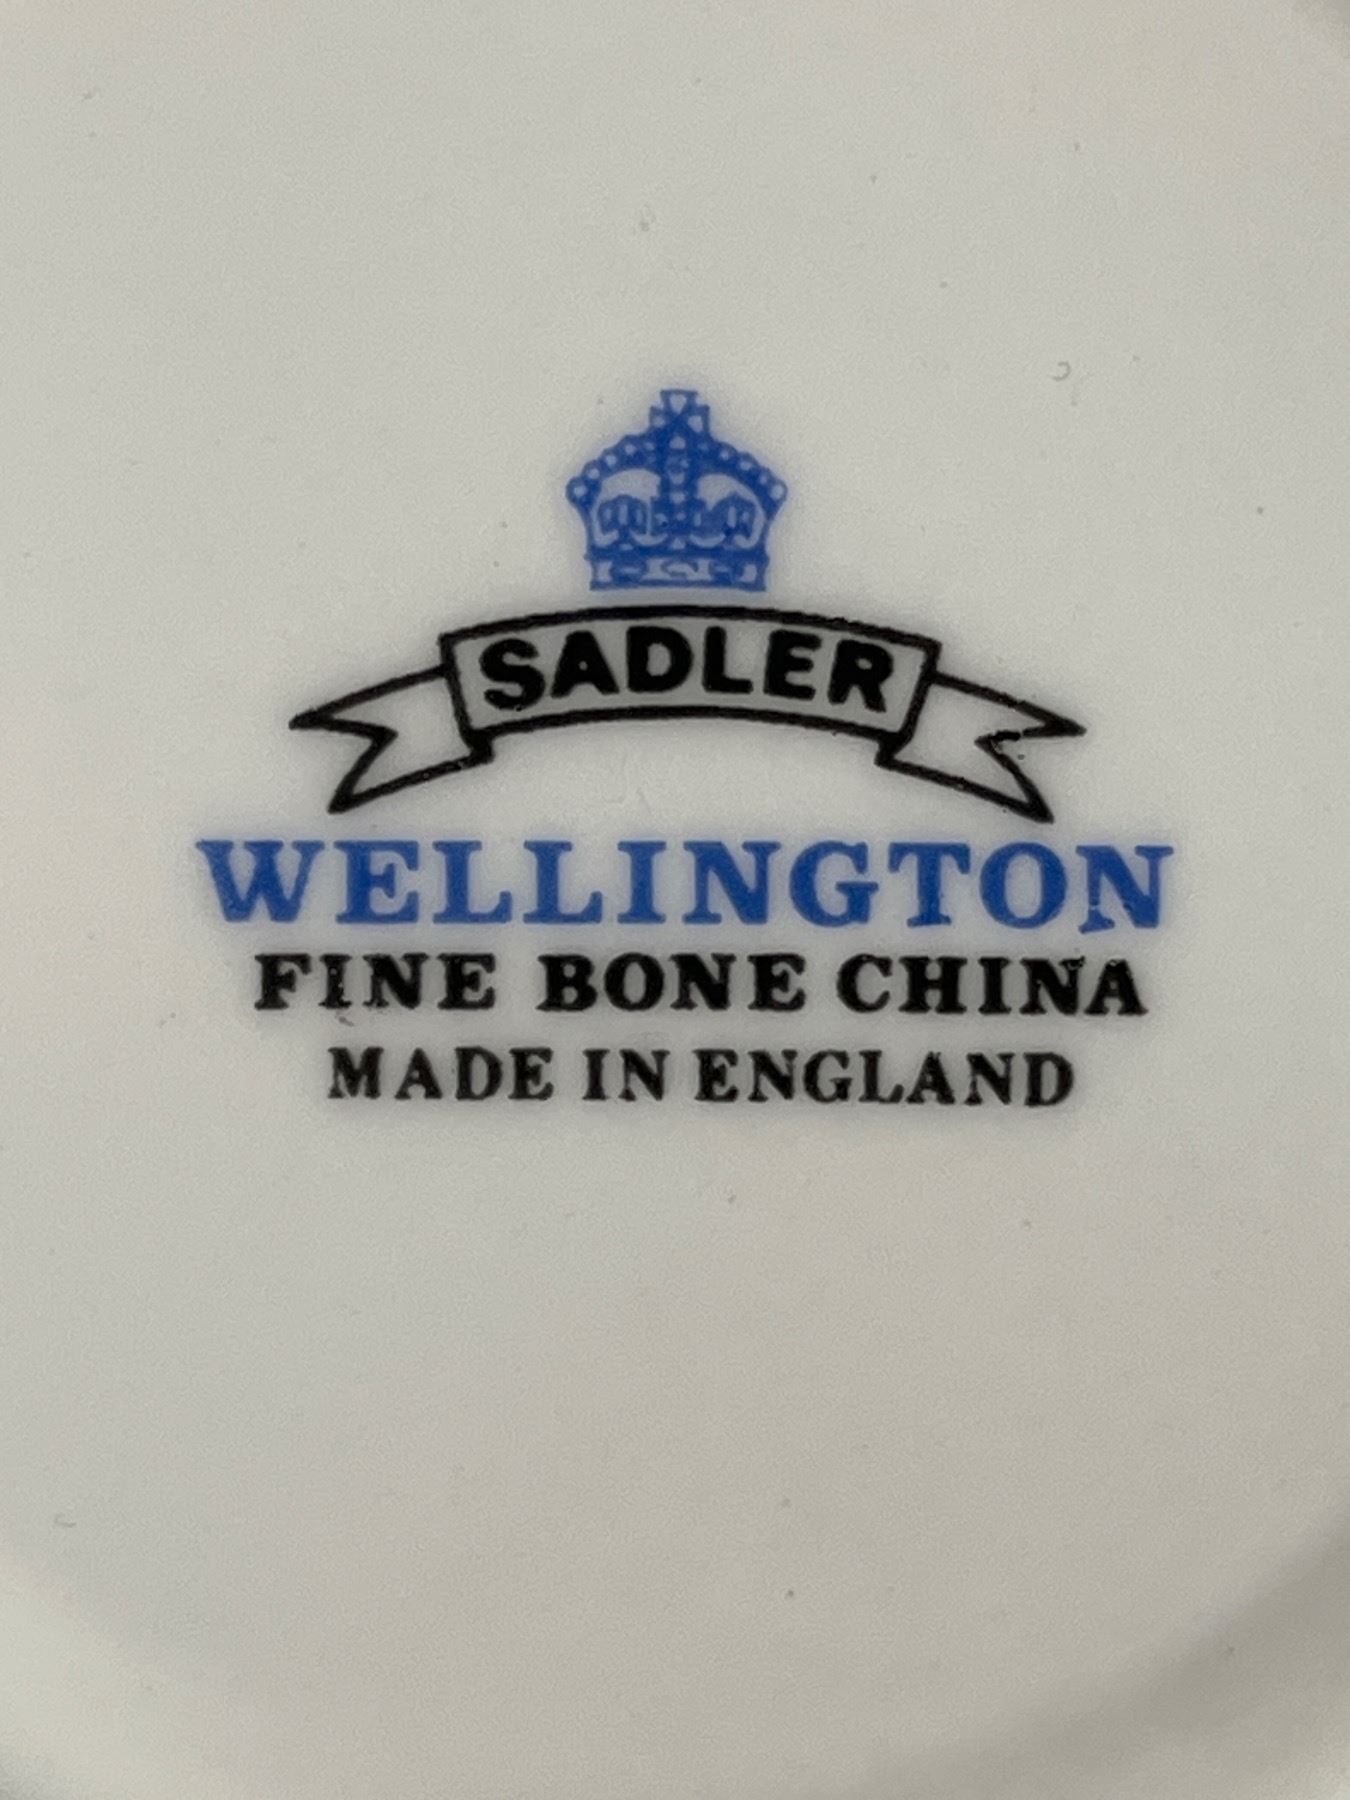 SADLER
WELLINGTON
FINE BONE CHINA
MADE IN ENGLAND